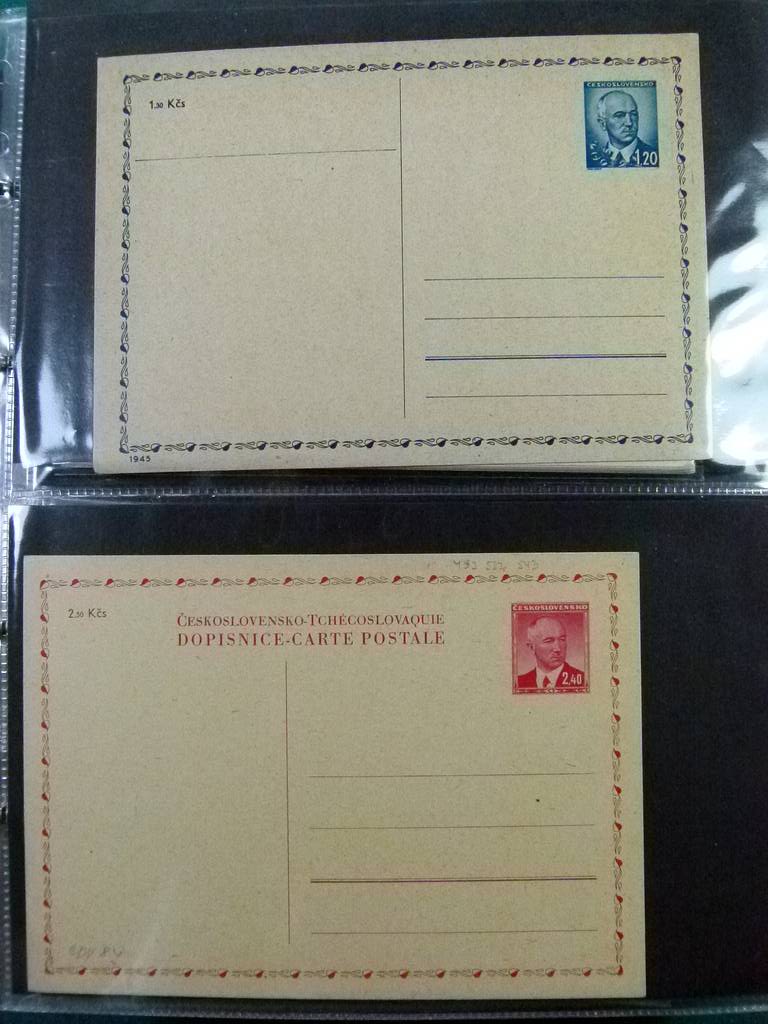 ČESKOSLOVENSKO
1.30 Kčs
1,20
1945
2.50 Kčs
ČESKOSLOVENSKO-TCHÉCOSLOVAQUIE
DOPISNICE-CARTE POSTALE
ČESKOSLOVENSKO
2,40